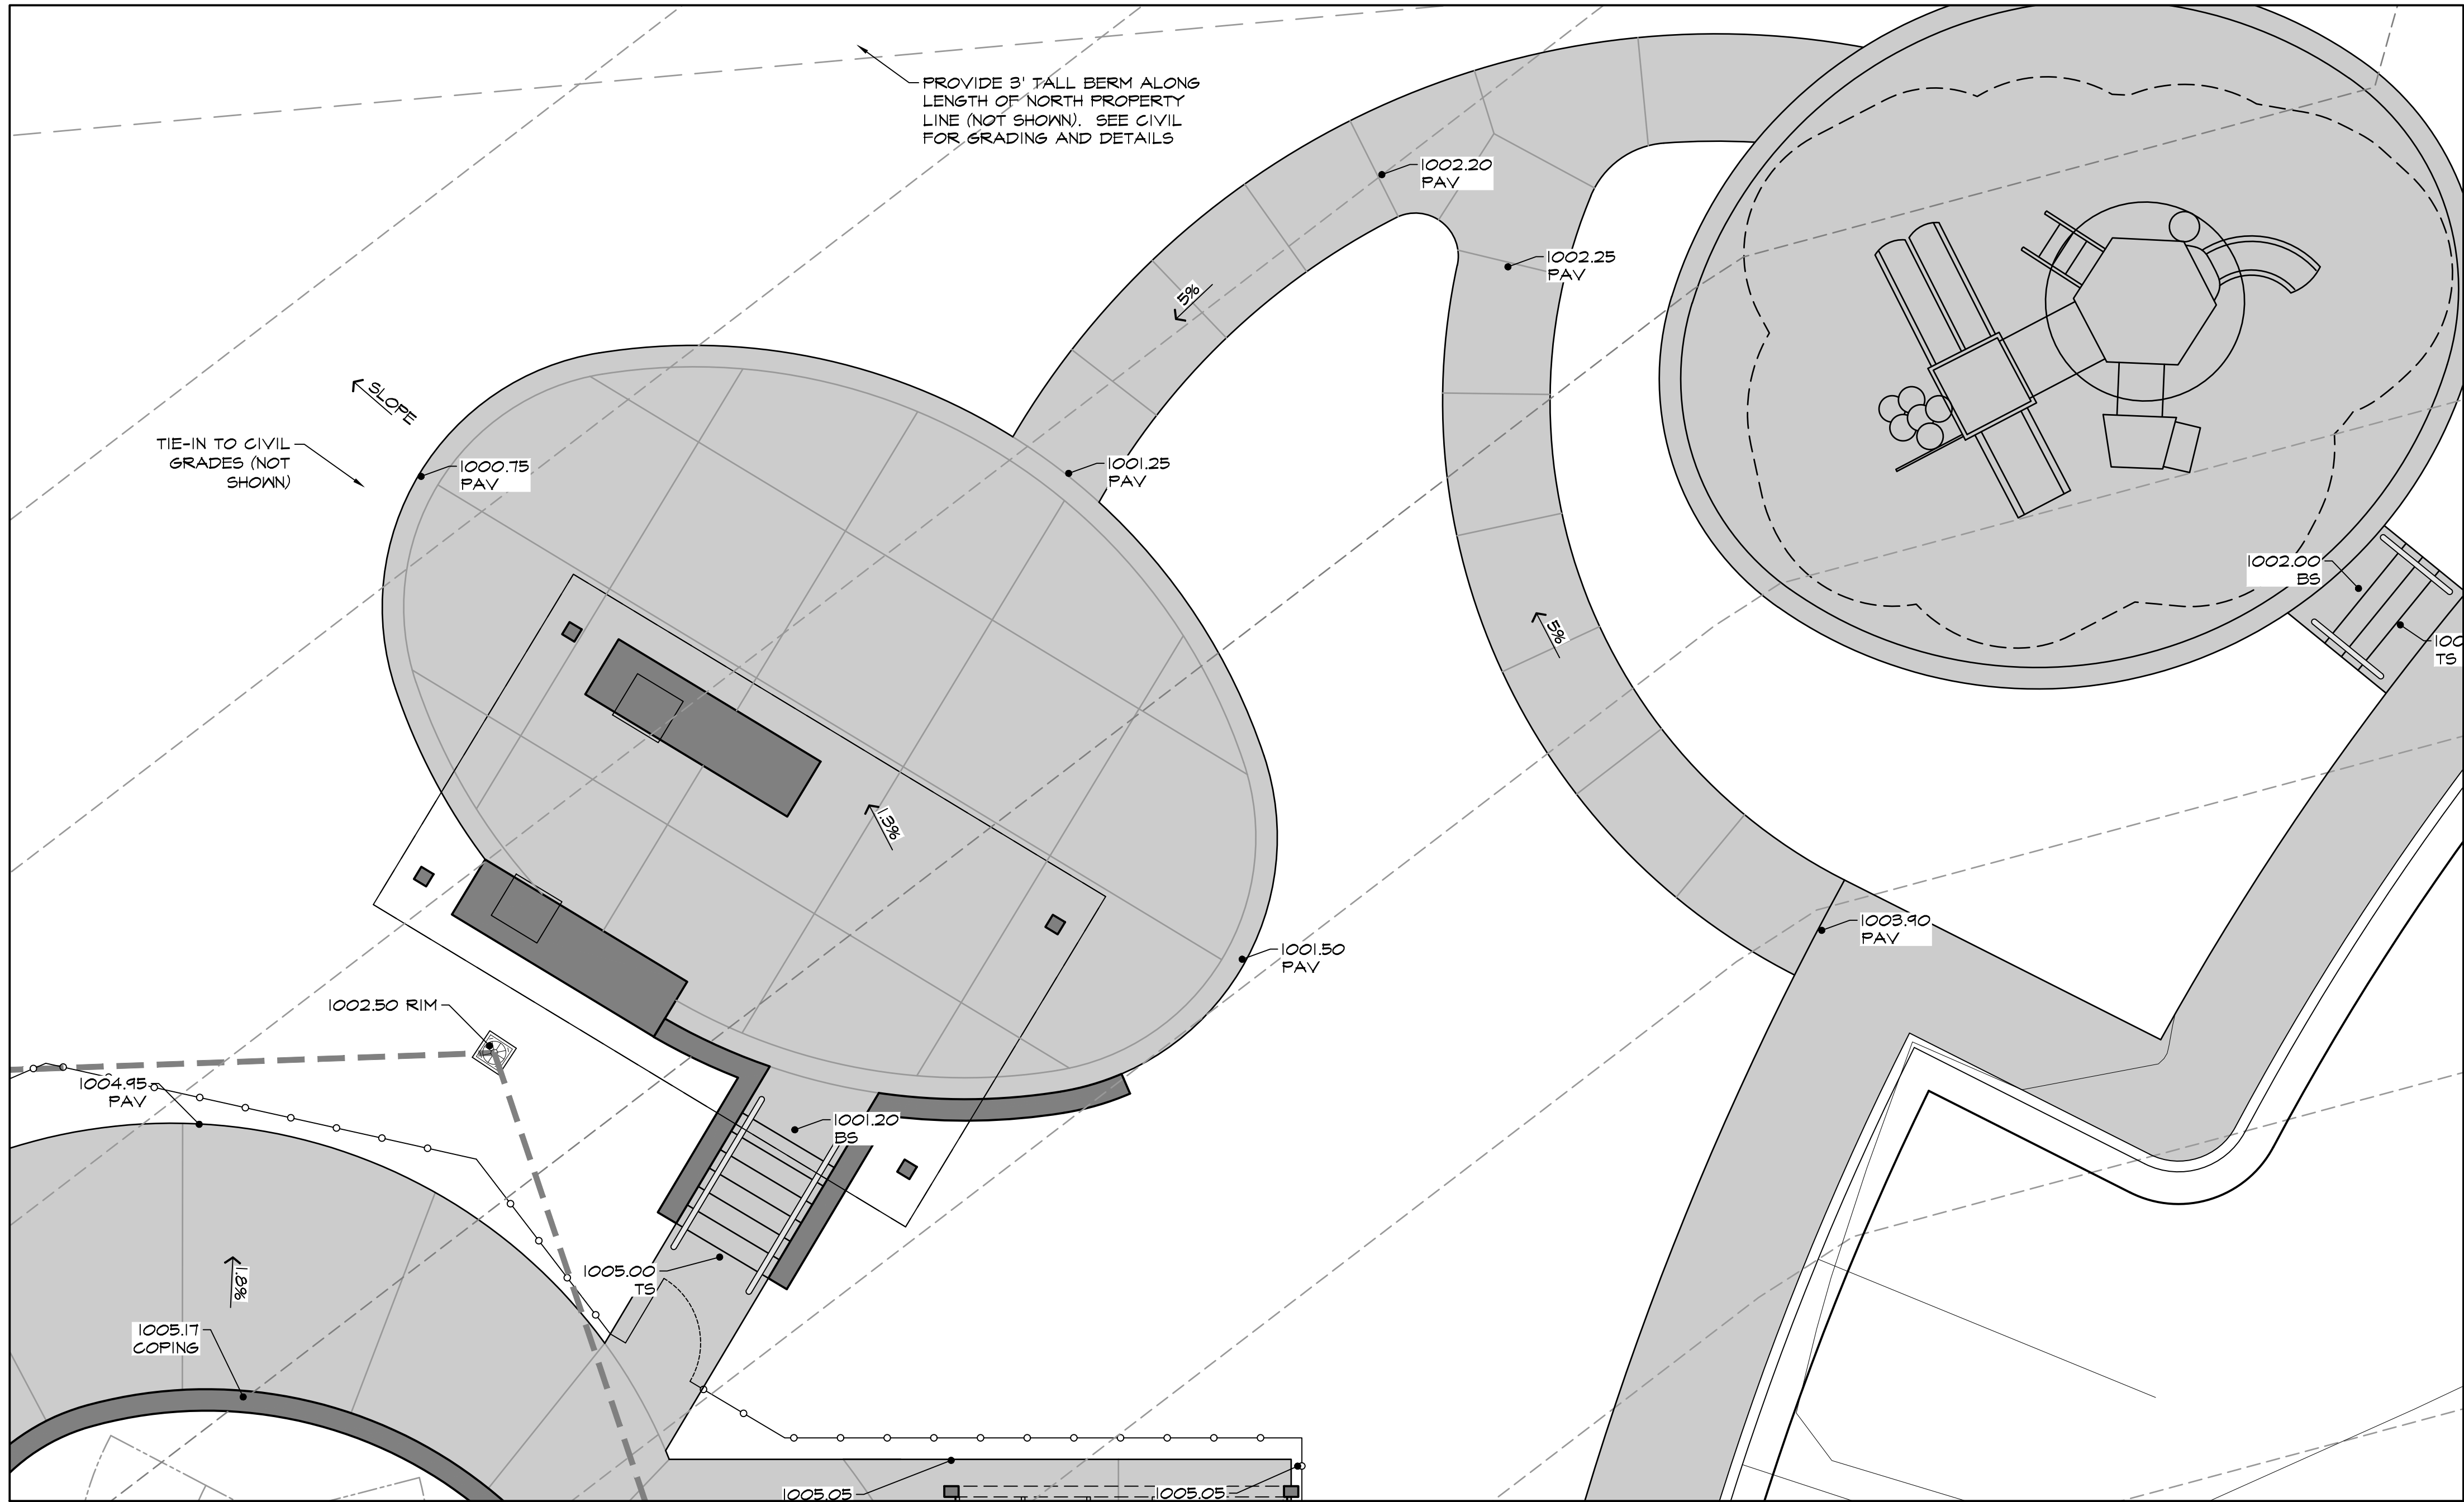 PROVIDE 3' TALL BERM ALONG
LENGTH OF NORTH PROPERTY
LINE (NOT SHOWN). SEE CIVIL
FOR GRADING AND DETAILS
1002.20
PAV
1002.25
PAV
5%
SLOPE
TIE-IN TO CIVIL
GRADES (NOT
SHOWN)
1000.75
PAV
1001.25
PAV
1002.00
BS
5%
100
TS
1.3%
1003.90
PAV
1001.50
PAV
1002.50 RIM
1004.95
PAV
1001.20
BS
1005.00
TS
1.8%
1005.17
COPING
1005.05
1005.05